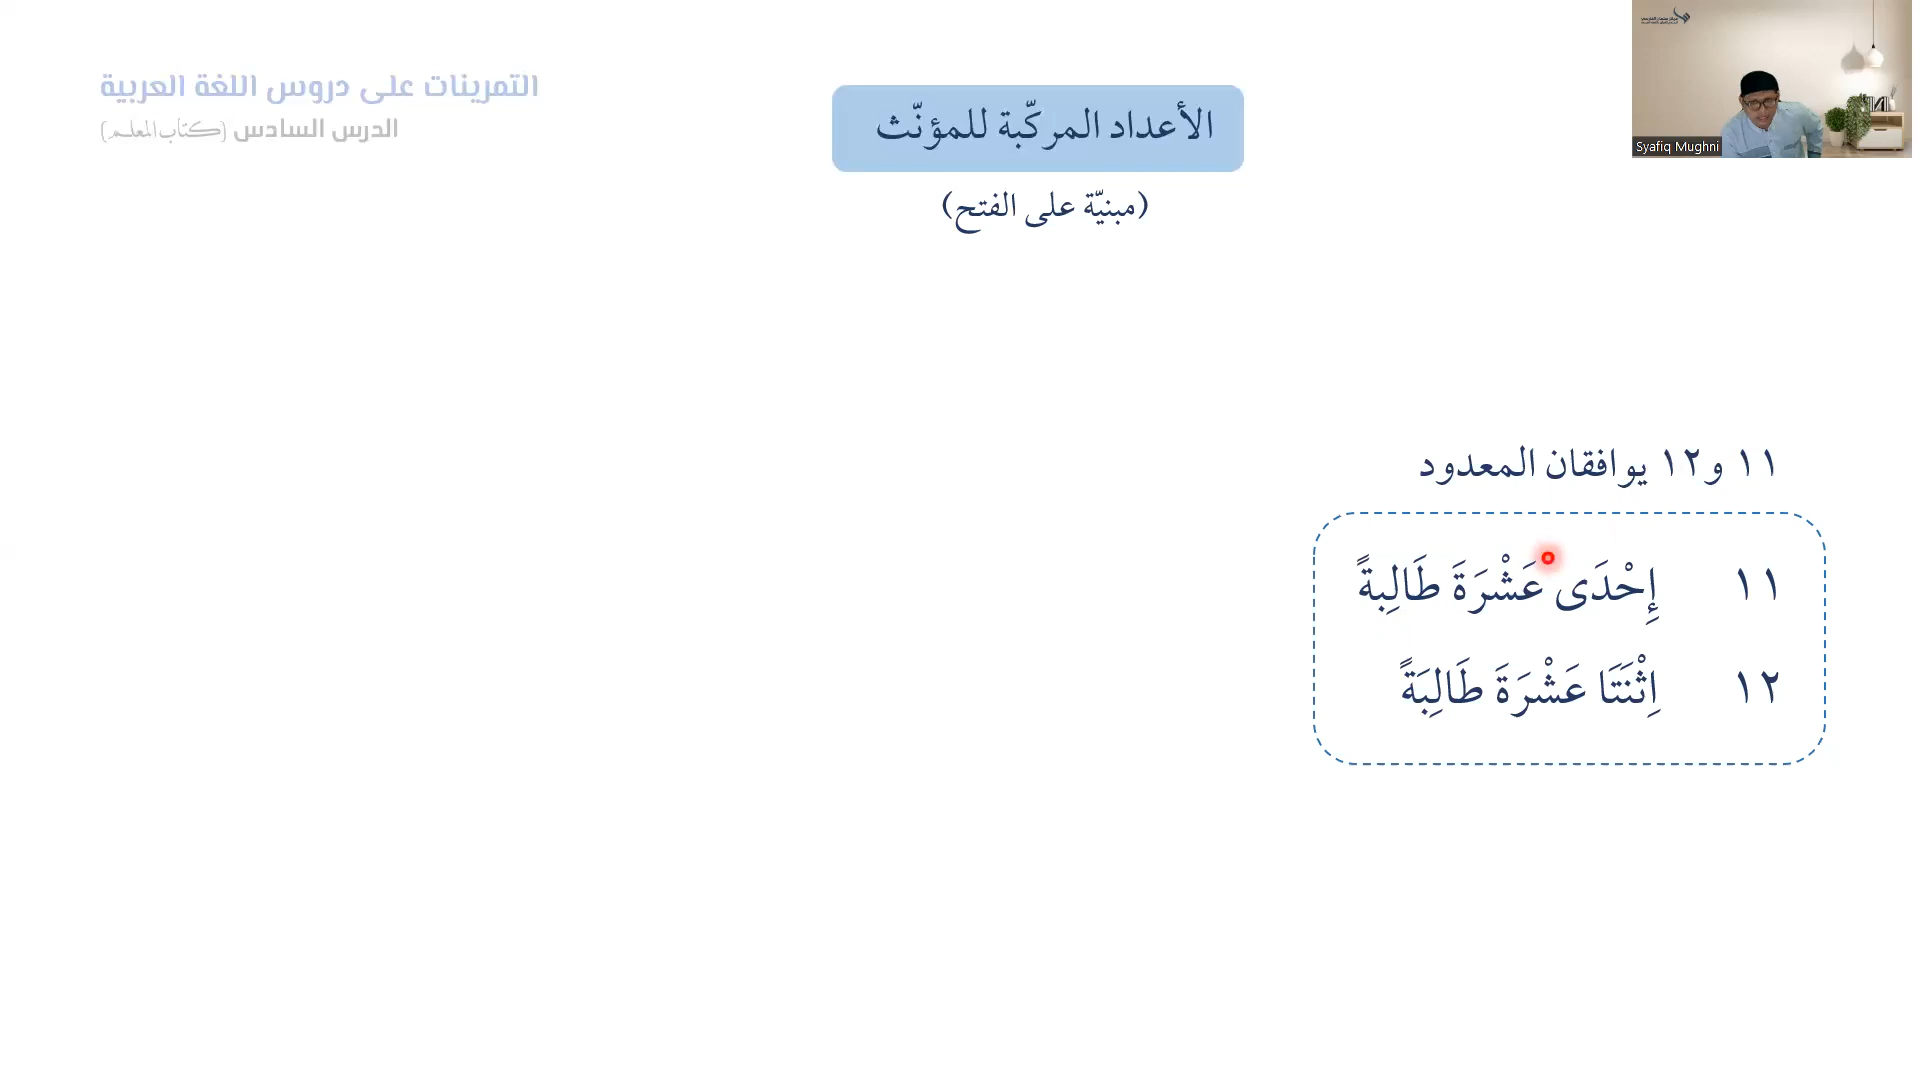 التمرينات على دروس اللغة العربية
الدرس السادس (كتاب المعلم)
الأعداد المركّبة للمؤنّث
(مبنيّة على الفتح)
Syafiq Mughni
١١ و١٢ يوافقان المعدود
١١ إِحْدَى عَشْرَةَ طَالِبةً
١٢ اِثْنَتَا عَشْرَةَ طَالِبَةً